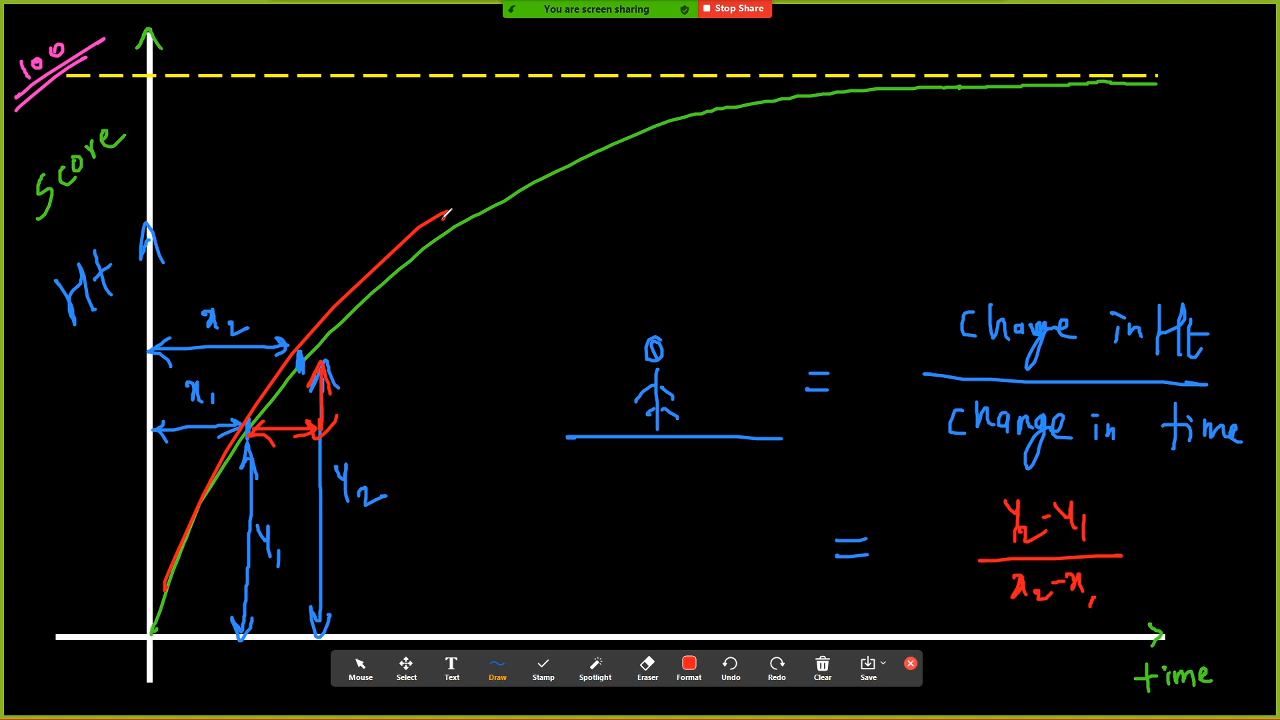 You are screen sharing Stop Share
100
Score
Ht
x2
x1
y1
y2
= Change in Ht
change in time
= y2-y1
x2-x1
time
Mouse Select Text Draw Stamp Spotlight Eraser Format Undo Redo Clear Save